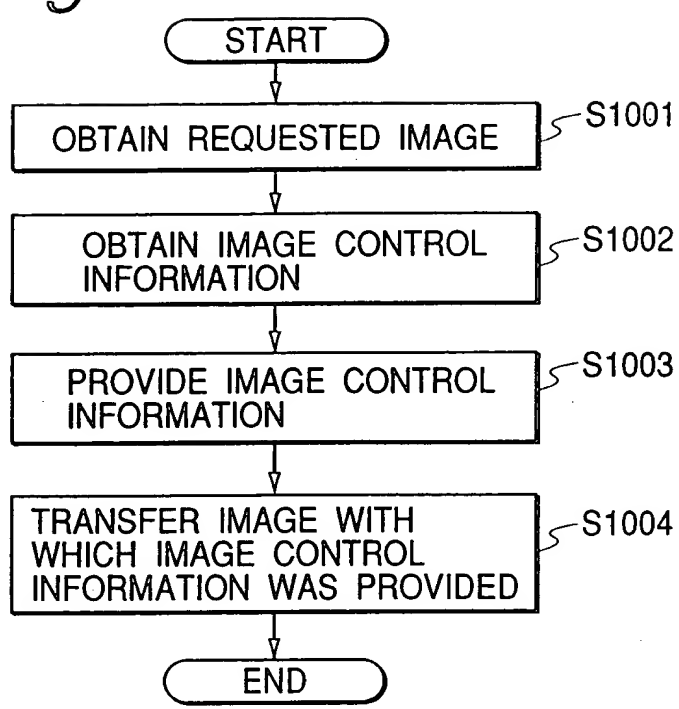 START
OBTAIN REQUESTED IMAGE
S1001
OBTAIN IMAGE CONTROL
INFORMATION
S1002
PROVIDE IMAGE CONTROL
INFORMATION
S1003
TRANSFER IMAGE WITH
WHICH IMAGE CONTROL
INFORMATION WAS PROVIDED
S1004
END